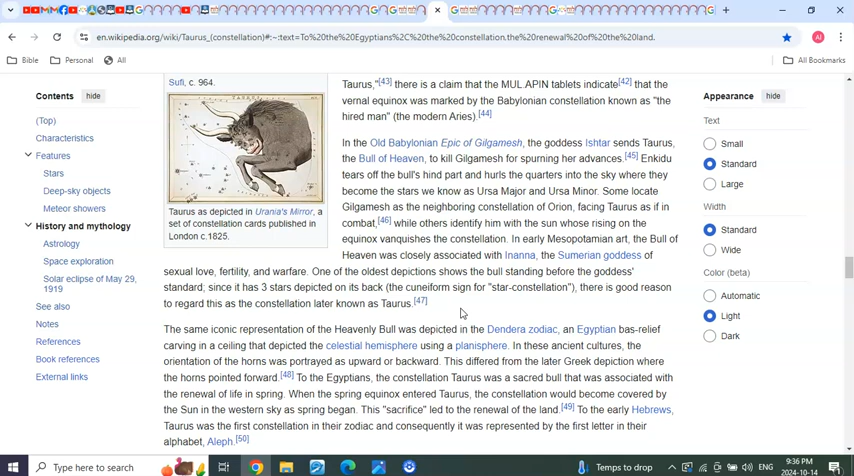 en.wikipedia.org/wiki/Taurus_(constellation)#:~:text=To%20the%20Egyptians%2C%20the%20constellation,the%20renewal%20of%20the%20land.
AI
Bible
Personal
All
All Bookmarks
Contents
hide
(Top)
Characteristics
Features
Stars
Deep-sky objects
Meteor showers
History and mythology
Astrology
Space exploration
Solar eclipse of May 29,
1919
See also
Notes
References
Book references
External links
Sufi, c. 964.
TAURUS
Taurus as depicted in Urania's Mirror, a
set of constellation cards published in
London c.1825.
Taurus,"[43] there is a claim that the MUL.APIN tablets indicate[42] that the
vernal equinox was marked by the Babylonian constellation known as "the
hired man" (the modern Aries).[44]
In the Old Babylonian Epic of Gilgamesh, the goddess Ishtar sends Taurus,
the Bull of Heaven, to kill Gilgamesh for spurning her advances.[45] Enkidu
tears off the bull's hind part and hurls the quarters into the sky where they
become the stars we know as Ursa Major and Ursa Minor. Some locate
Gilgamesh as the neighboring constellation of Orion, facing Taurus as if in
combat,[46] while others identify him with the sun whose rising on the
equinox vanquishes the constellation. In early Mesopotamian art, the Bull of
Heaven was closely associated with Inanna, the Sumerian goddess of
sexual love, fertility, and warfare. One of the oldest depictions shows the bull standing before the goddess'
standard; since it has 3 stars depicted on its back (the cuneiform sign for "star-constellation"), there is good reason
to regard this as the constellation later known as Taurus.[47]
The same iconic representation of the Heavenly Bull was depicted in the Dendera zodiac, an Egyptian bas-relief
carving in a ceiling that depicted the celestial hemisphere using a planisphere. In these ancient cultures, the
orientation of the horns was portrayed as upward or backward. This differed from the later Greek depiction where
the horns pointed forward.[48] To the Egyptians, the constellation Taurus was a sacred bull that was associated with
the renewal of life in spring. When the spring equinox entered Taurus, the constellation would become covered by
the Sun in the western sky as spring began. This "sacrifice" led to the renewal of the land.[49] To the early Hebrews,
Taurus was the first constellation in their zodiac and consequently it was represented by the first letter in their
alphabet, Aleph.[50]
Appearance
hide
Text
Small
Standard
Large
Width
Standard
Wide
Color (beta)
Automatic
Light
Dark
Type here to search
Temps to drop
ENG
9:36 PM
2024-10-14